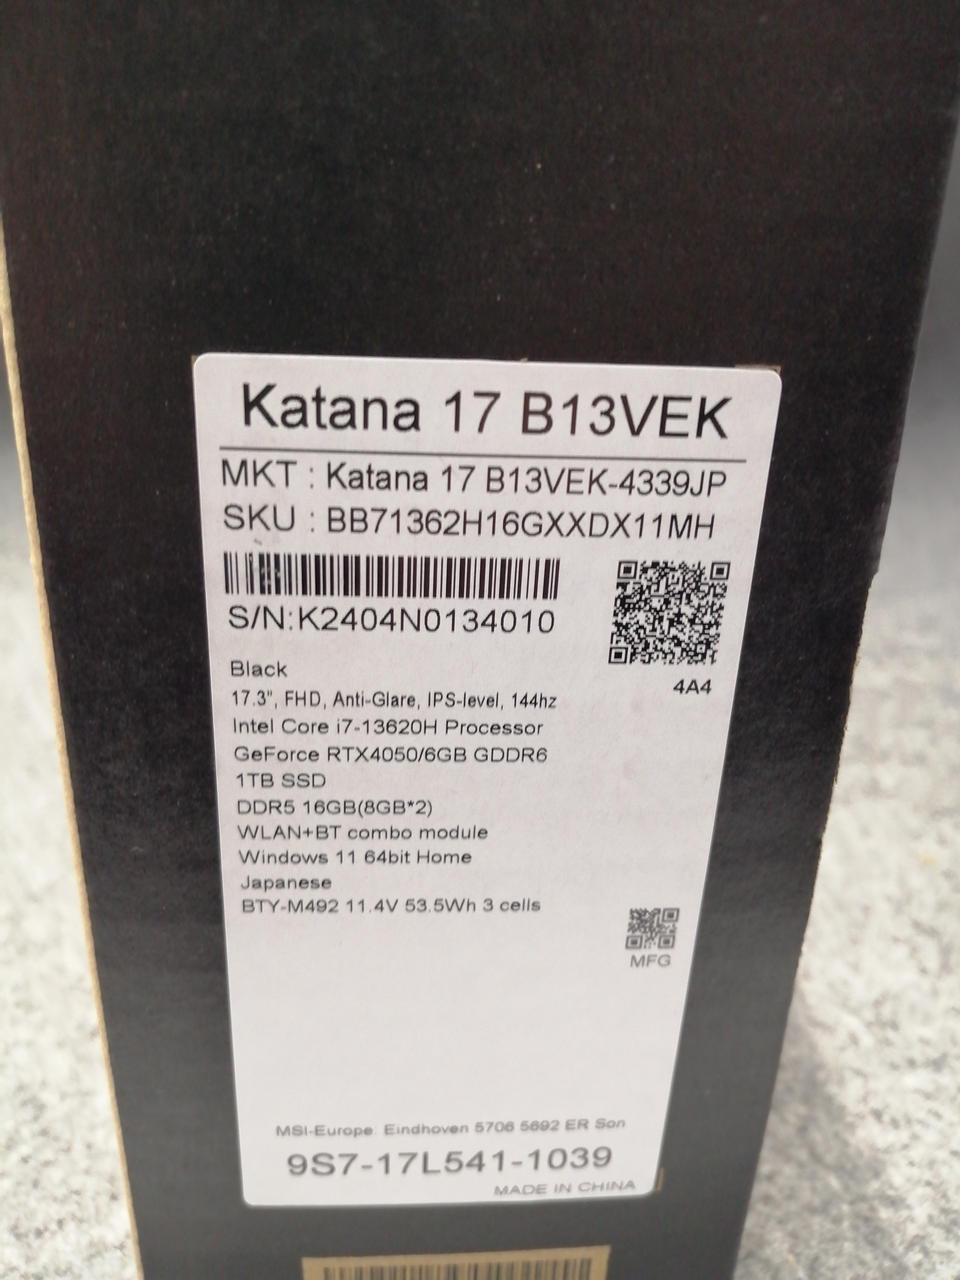 Katana 17 B13VEK
MKT : Katana 17 B13VEK-4339JP
SKU : BB71362H16GXXDX11MH
S/N:K2404N0134010
4A4
Black
17.3", FHD, Anti-Glare, IPS-level, 144hz
Intel Core i7-13620H Processor
GeForce RTX4050/6GB GDDR6
1TB SSD
DDR5 16GB(8GB*2)
WLAN+BT combo module
Windows 11 64bit Home
Japanese
BTY-M492 11.4V 53.5Wh 3 cells
MFG
MSI-Europe: Eindhoven 5706 5692 ER Son
9S7-17L541-1039
MADE IN CHINA